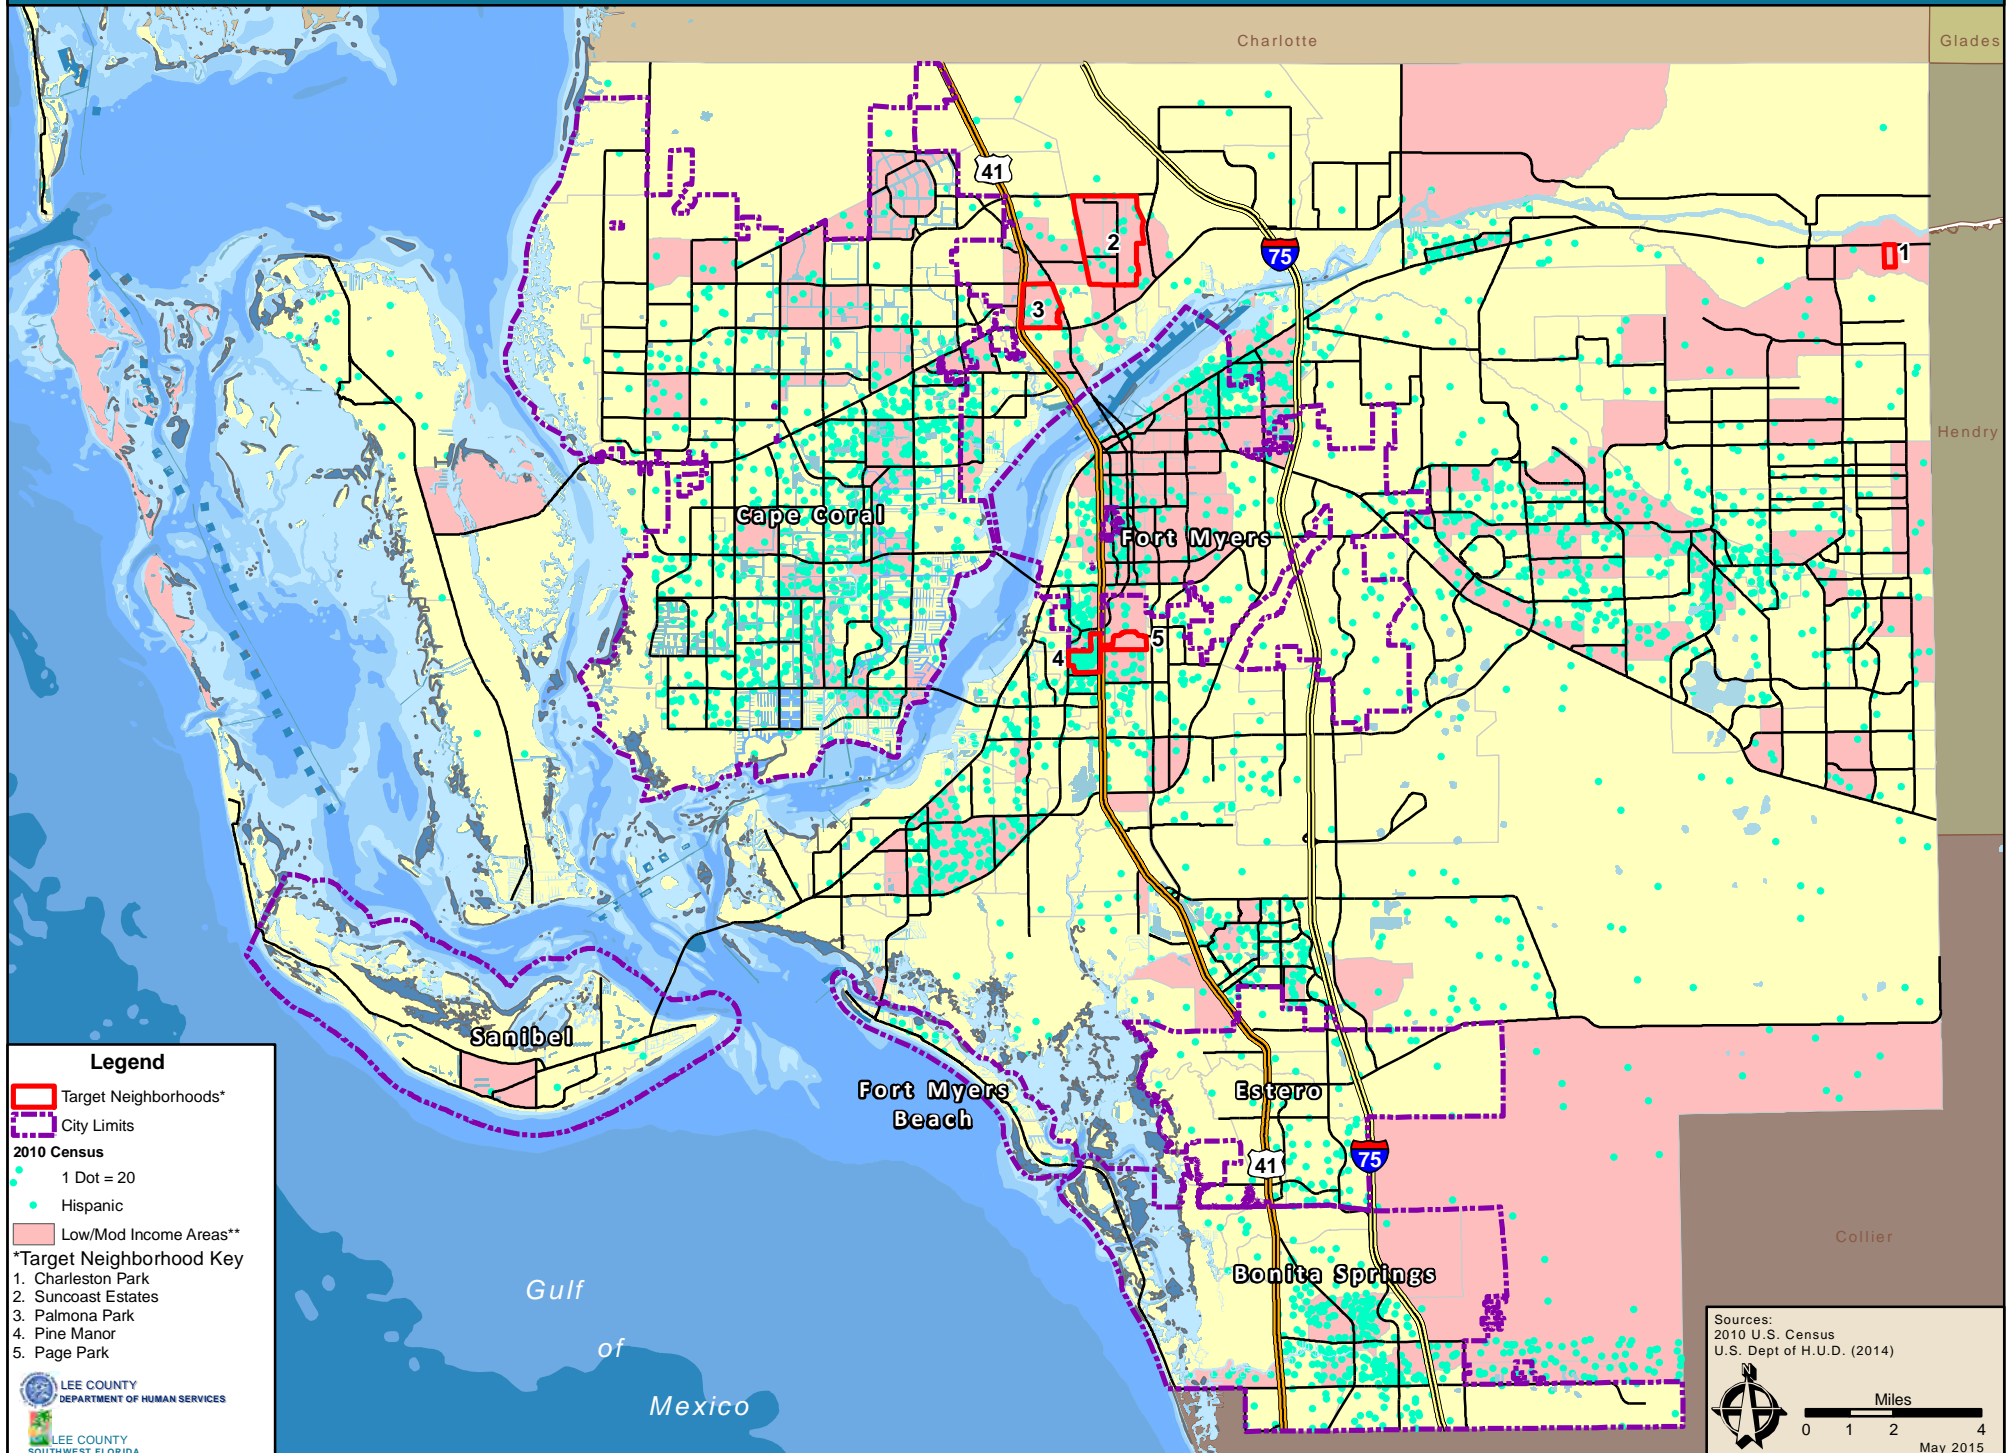 Charlotte
Glades
41
2
75
1
3
Hendry
Cape Coral
Fort Myers
5
4
Sanibel
Fort Myers
Beach
Estero
41
75
Collier
Bonita Springs
Gulf
of
Mexico
Legend
Target Neighborhoods*
City Limits
2010 Census
1 Dot = 20
Hispanic
Low/Mod Income Areas**
*Target Neighborhood Key
1. Charleston Park
2. Suncoast Estates
3. Palmona Park
4. Pine Manor
5. Page Park
LEE COUNTY
DEPARTMENT OF HUMAN SERVICES
LEE COUNTY
SOUTHWEST FLORIDA
Sources:
2010 U.S. Census
U.S. Dept of H.U.D. (2014)
N
Miles
0 1 2 4
May 2015